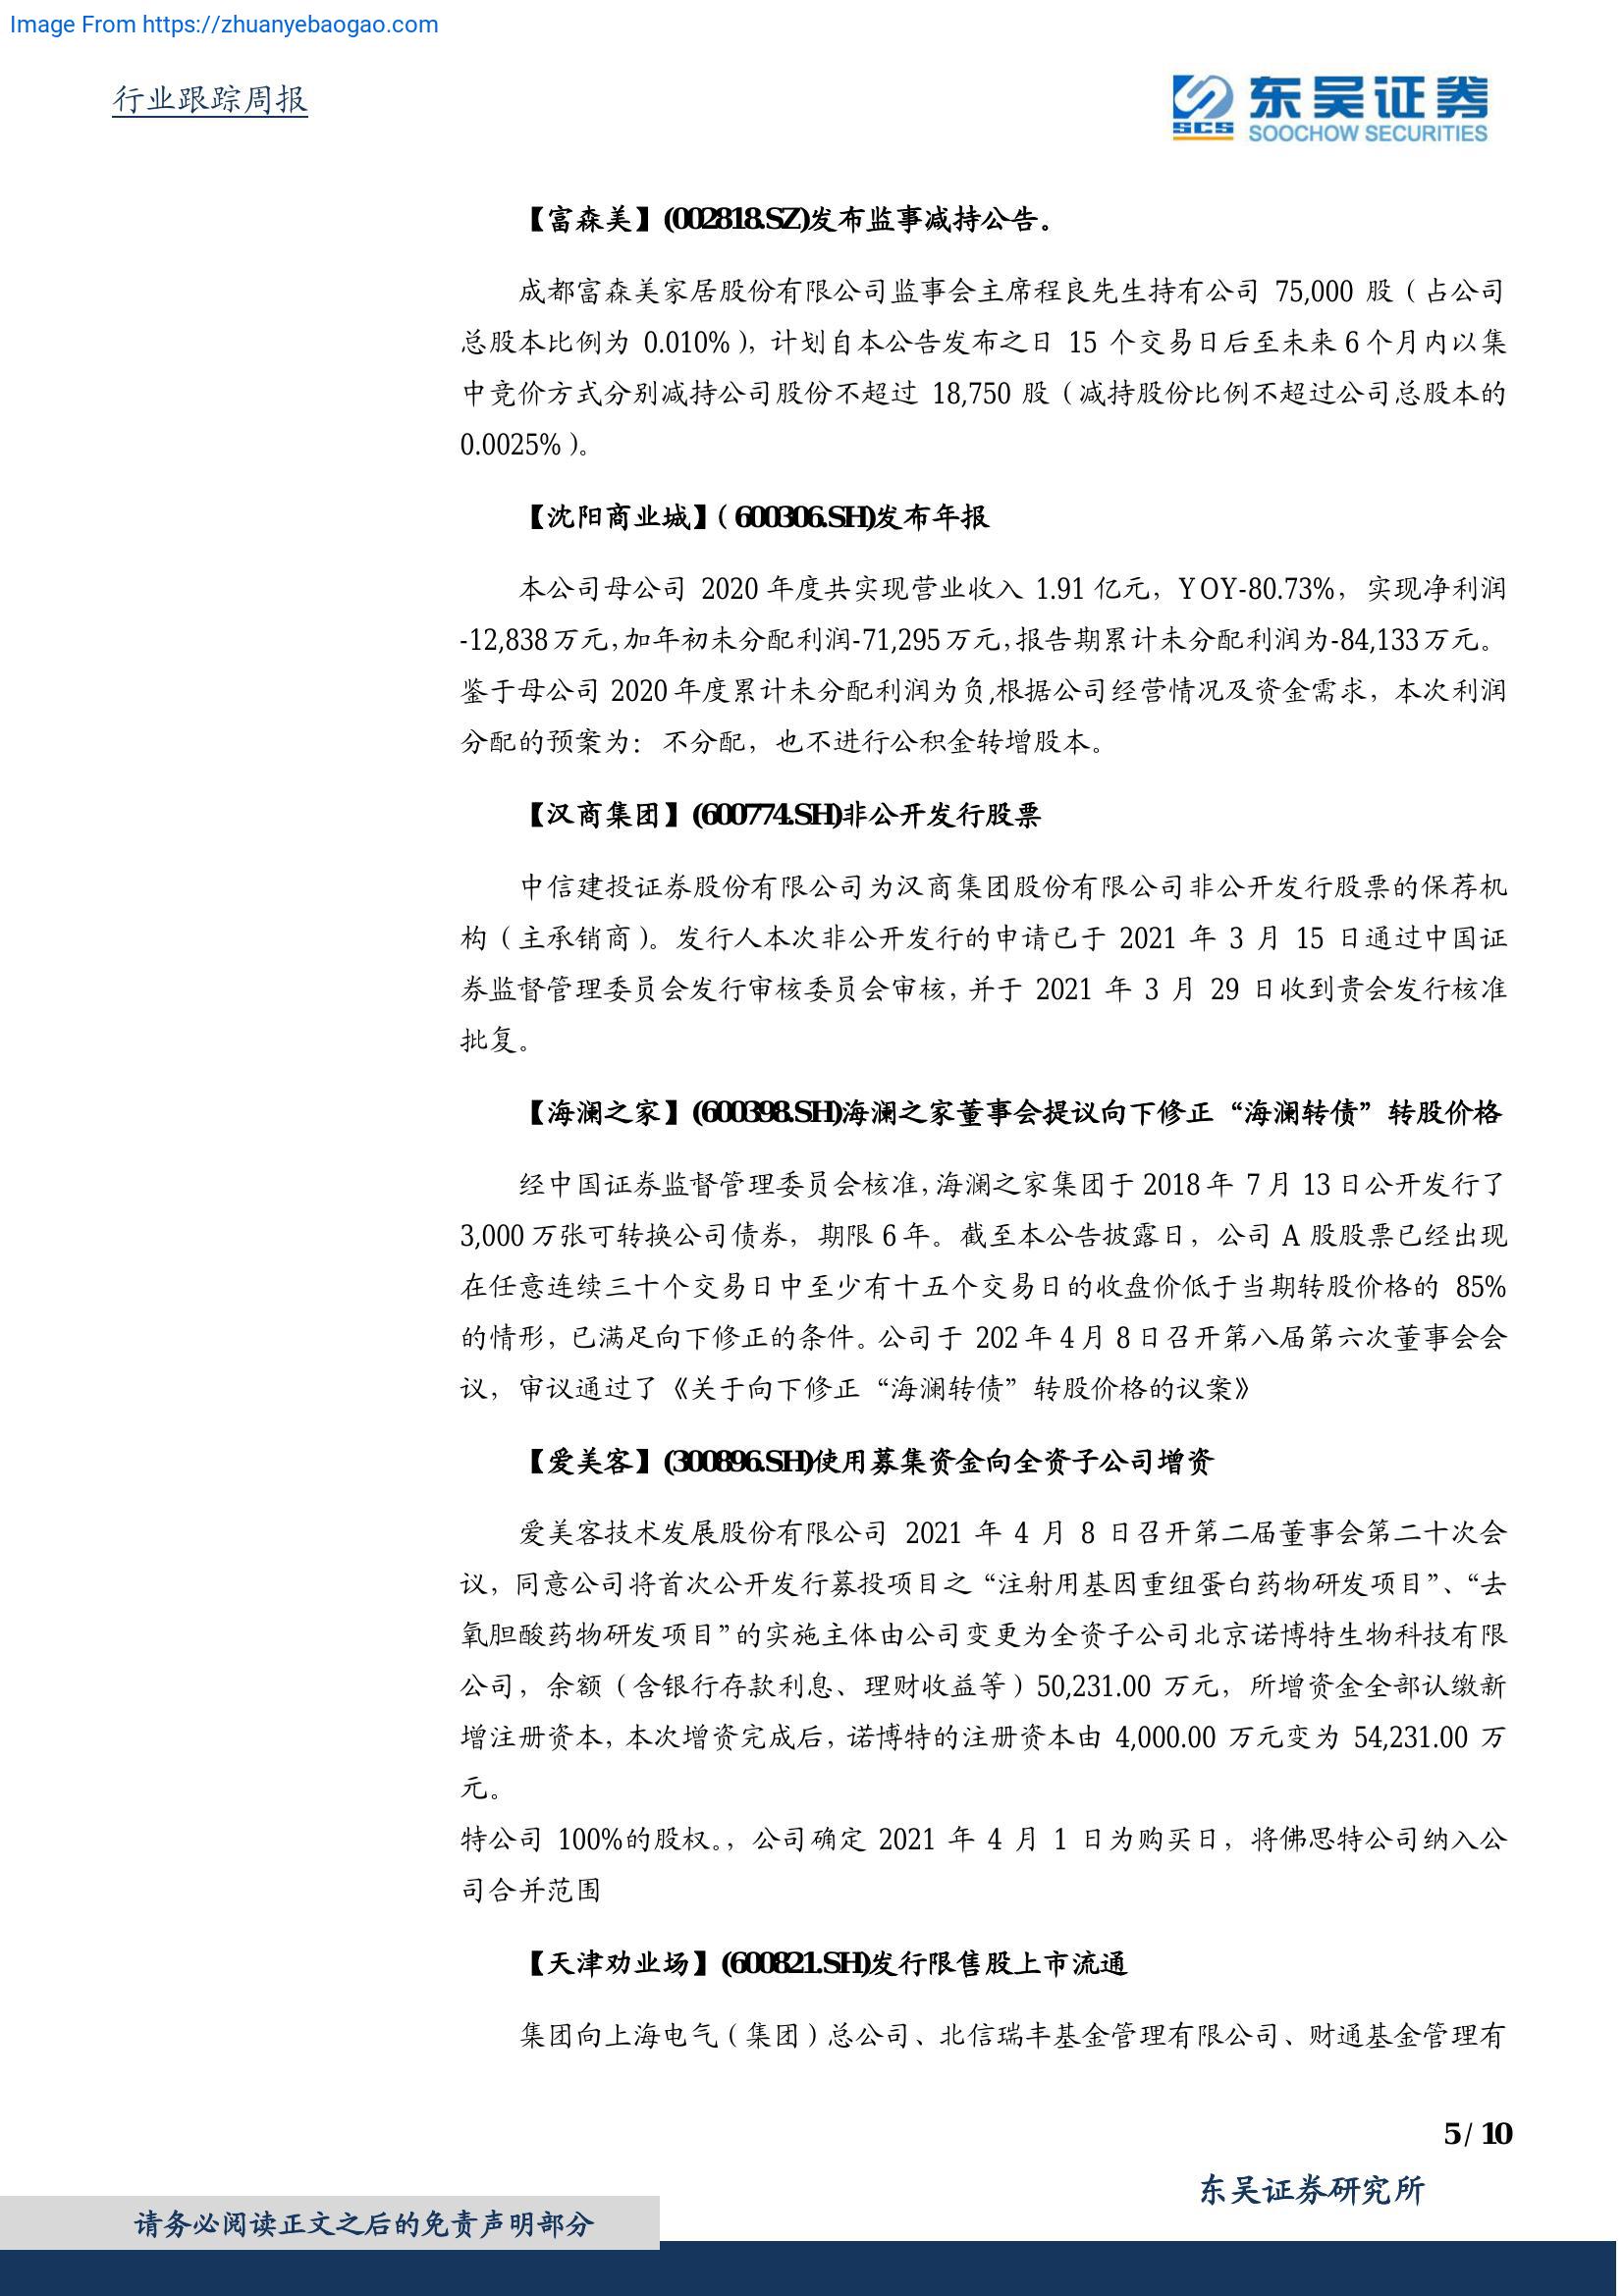 Image From https://zhuanyebaogao.com
行业跟踪周报
SCS 东吴证券
SOOCHOW SECURITIES
【富森美】(002818.SZ)发布监事减持公告。
成都富森美家居股份有限公司监事会主席程良先生持有公司 75,000 股（占公司
总股本比例为 0.010%），计划自本公告发布之日 15 个交易日后至未来 6 个月内以集
中竞价方式分别减持公司股份不超过 18,750 股（减持股份比例不超过公司总股本的
0.0025%）。
【沈阳商业城】（600306.SH)发布年报
本公司母公司 2020 年度共实现营业收入 1.91 亿元，YOY-80.73%，实现净利润
-12,838 万元，加年初未分配利润-71,295 万元，报告期累计未分配利润为-84,133 万元。
鉴于母公司 2020 年度累计未分配利润为负,根据公司经营情况及资金需求，本次利润
分配的预案为：不分配，也不进行公积金转增股本。
【汉商集团】(600774.SH)非公开发行股票
中信建投证券股份有限公司为汉商集团股份有限公司非公开发行股票的保荐机
构（主承销商）。发行人本次非公开发行的申请已于 2021 年 3 月 15 日通过中国证
券监督管理委员会发行审核委员会审核，并于 2021 年 3 月 29 日收到贵会发行核准
批复。
【海澜之家】(600398.SH)海澜之家董事会提议向下修正“海澜转债”转股价格
经中国证券监督管理委员会核准，海澜之家集团于 2018 年 7 月 13 日公开发行了
3,000 万张可转换公司债券，期限 6 年。截至本公告披露日，公司 A 股股票已经出现
在任意连续三十个交易日中至少有十五个交易日的收盘价低于当期转股价格的 85%
的情形，已满足向下修正的条件。公司于 202 年 4 月 8 日召开第八届第六次董事会会
议，审议通过了《关于向下修正“海澜转债”转股价格的议案》
【爱美客】(300896.SH)使用募集资金向全资子公司增资
爱美客技术发展股份有限公司 2021 年 4 月 8 日召开第二届董事会第二十次会
议，同意公司将首次公开发行募投项目之“注射用基因重组蛋白药物研发项目”、“去
氧胆酸药物研发项目”的实施主体由公司变更为全资子公司北京诺博特生物科技有限
公司，余额（含银行存款利息、理财收益等）50,231.00 万元，所增资金全部认缴新
增注册资本，本次增资完成后，诺博特的注册资本由 4,000.00 万元变为 54,231.00 万
元。
特公司 100%的股权。，公司确定 2021 年 4 月 1 日为购买日，将佛思特公司纳入公
司合并范围
【天津劝业场】(600821.SH)发行限售股上市流通
集团向上海电气（集团）总公司、北信瑞丰基金管理有限公司、财通基金管理有
5 / 10
东吴证券研究所
请务必阅读正文之后的免责声明部分